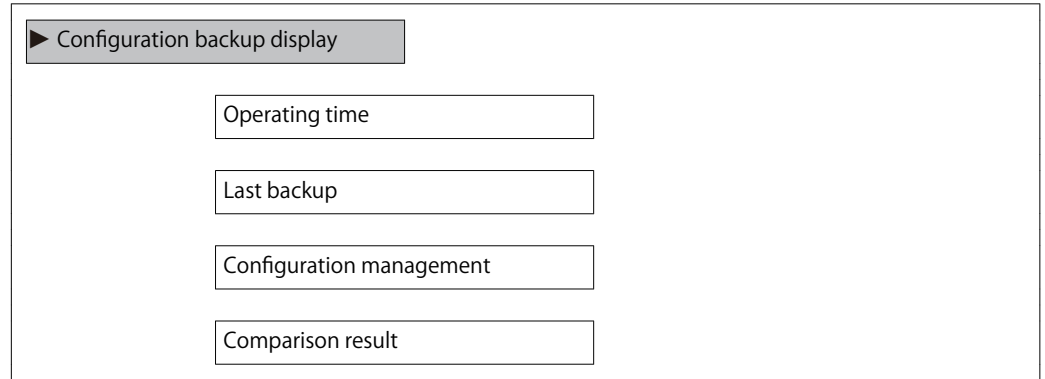 ► Configuration backup display
Operating time
Last backup
Configuration management
Comparison result